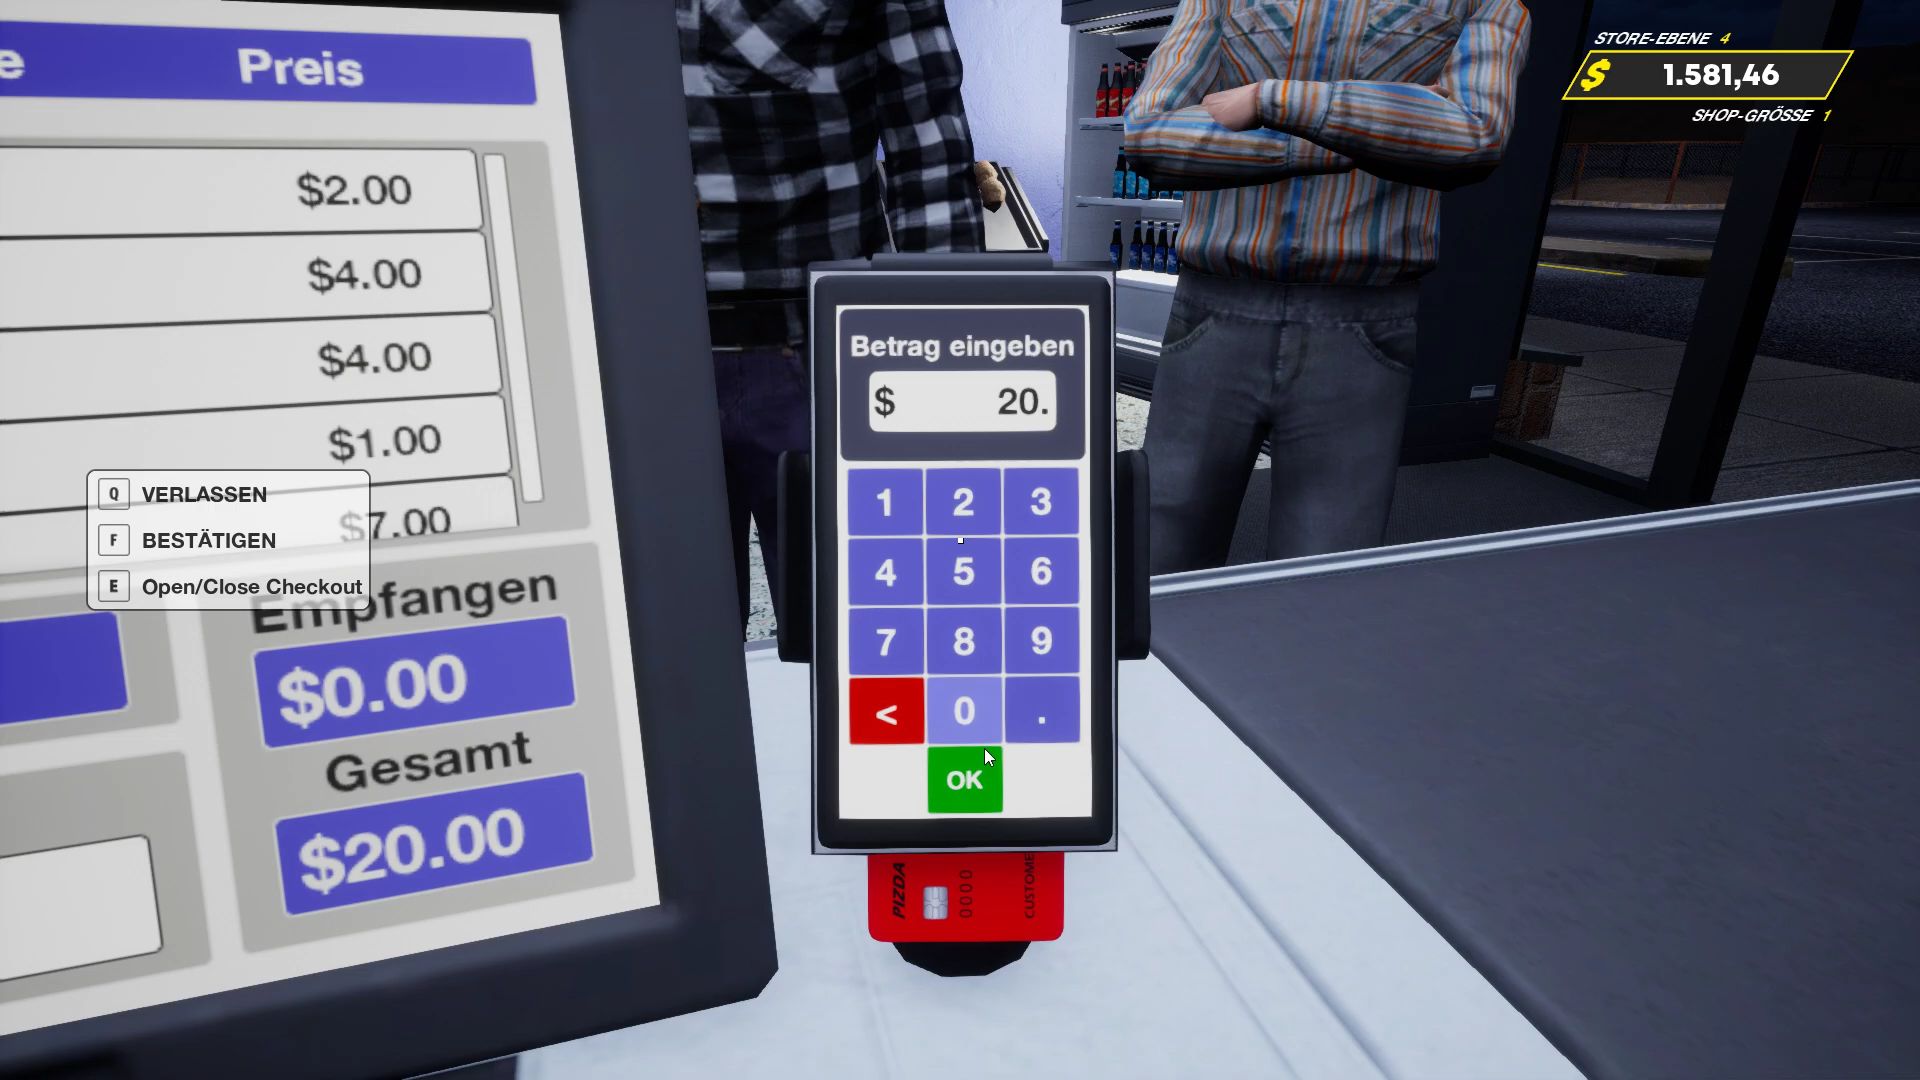 STORE-EBENE 4
$ 1.581,46
SHOP-GRÖSSE 1
e Preis
$2.00
$4.00
$4.00
$1.00
$7.00
Q VERLASSEN
F BESTÄTIGEN
E Open/Close Checkout
Empfangen
$0.00
Gesamt
$20.00
Betrag eingeben
$ 20.
1 2 3
4 5 6
7 8 9
< 0 .
OK
PIZDA
0000
CUSTOME